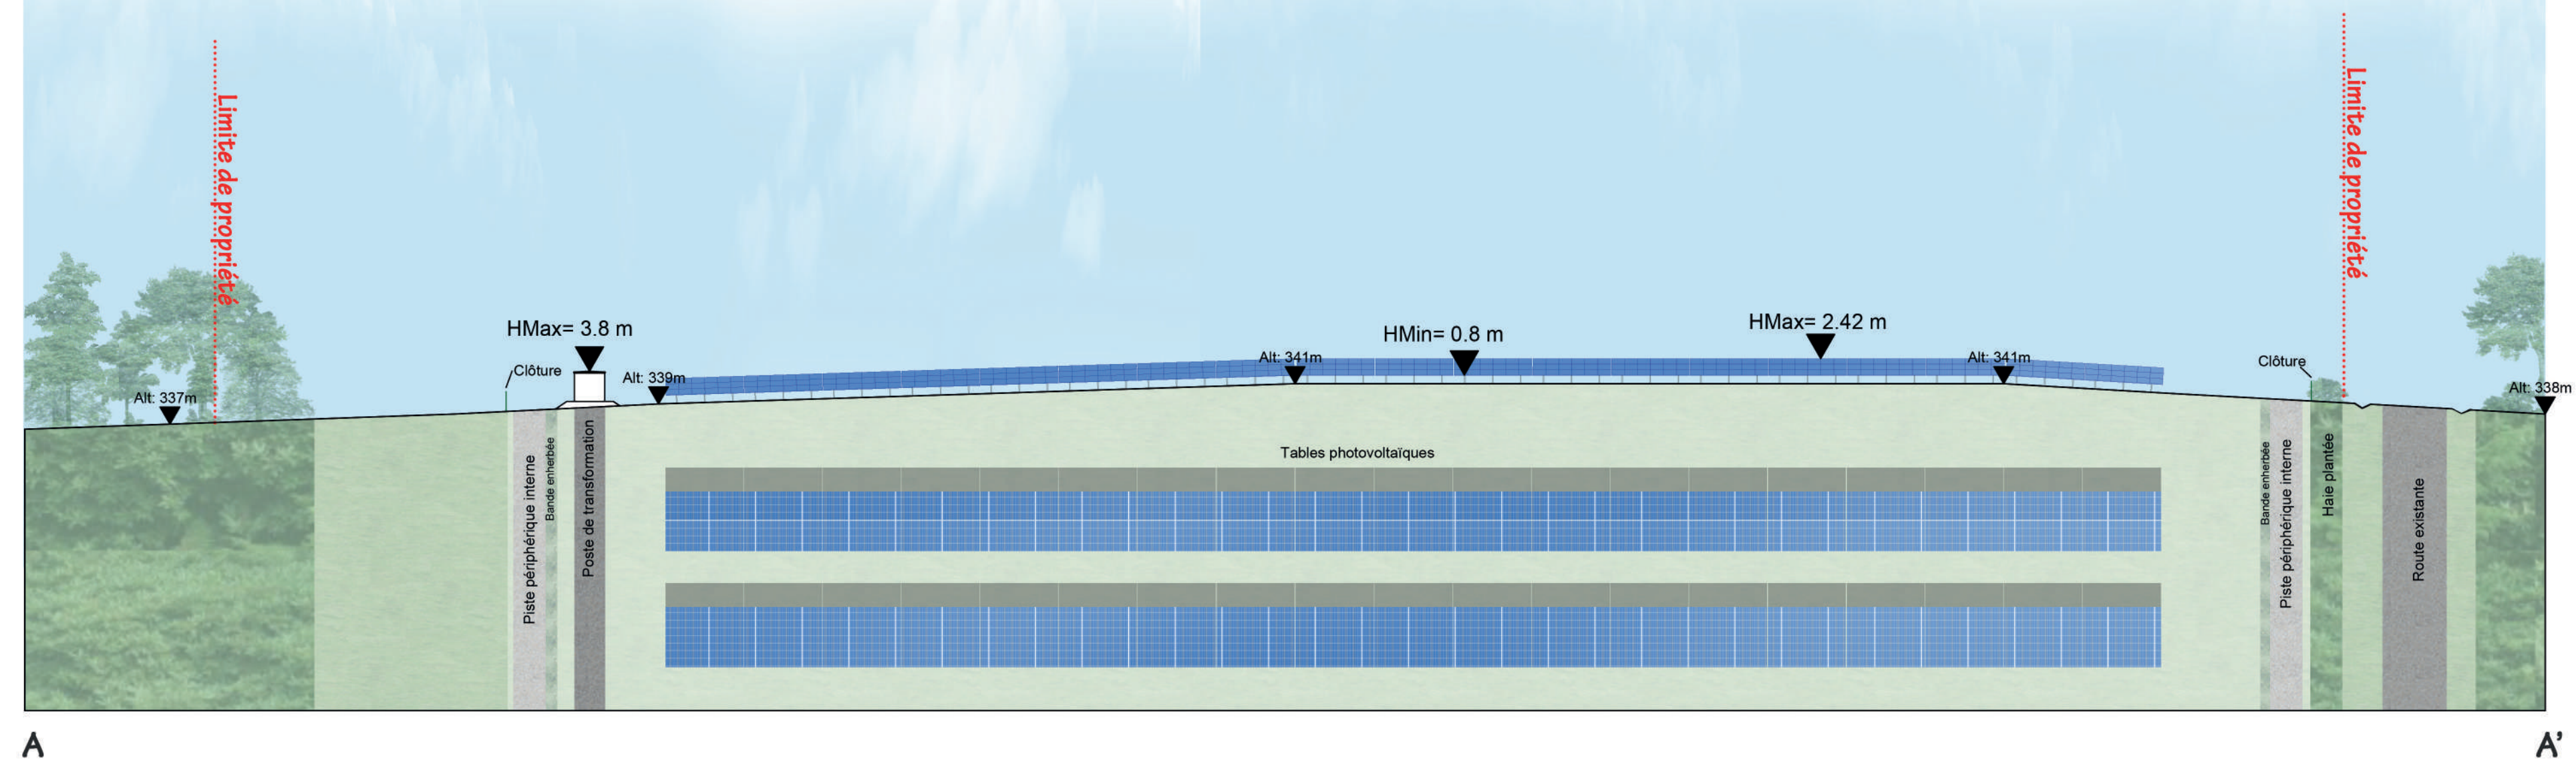 Limite de propriété
Limite de propriété
HMax= 3.8 m
HMin= 0.8 m
HMax= 2.42 m
Alt: 337m
Clôture
Alt: 339m
Alt: 341m
Alt: 341m
Clôture
Alt: 338m
Piste périphérique interne
Bande enherbée
Poste de transformation
Tables photovoltaïques
Bande enherbée
Piste périphérique interne
Haie plantée
Route existante
A
A’